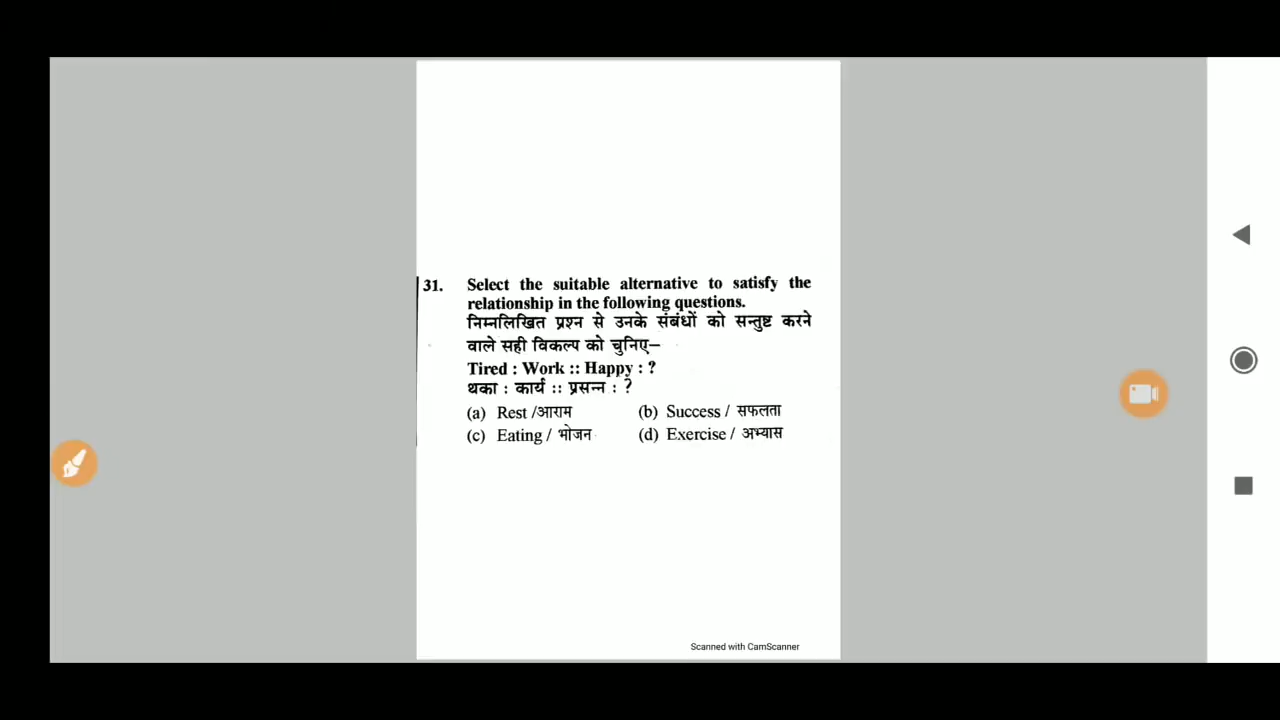 31. Select the suitable alternative to satisfy the
relationship in the following questions.
निम्नलिखित प्रश्न से उनके संबंधों को सन्तुष्ट करने
वाले सही विकल्प को चुनिए–
Tired : Work :: Happy : ?
थका : कार्य :: प्रसन्न : ?
(a) Rest /आराम (b) Success / सफलता
(c) Eating / भोजन (d) Exercise / अभ्यास
Scanned with CamScanner